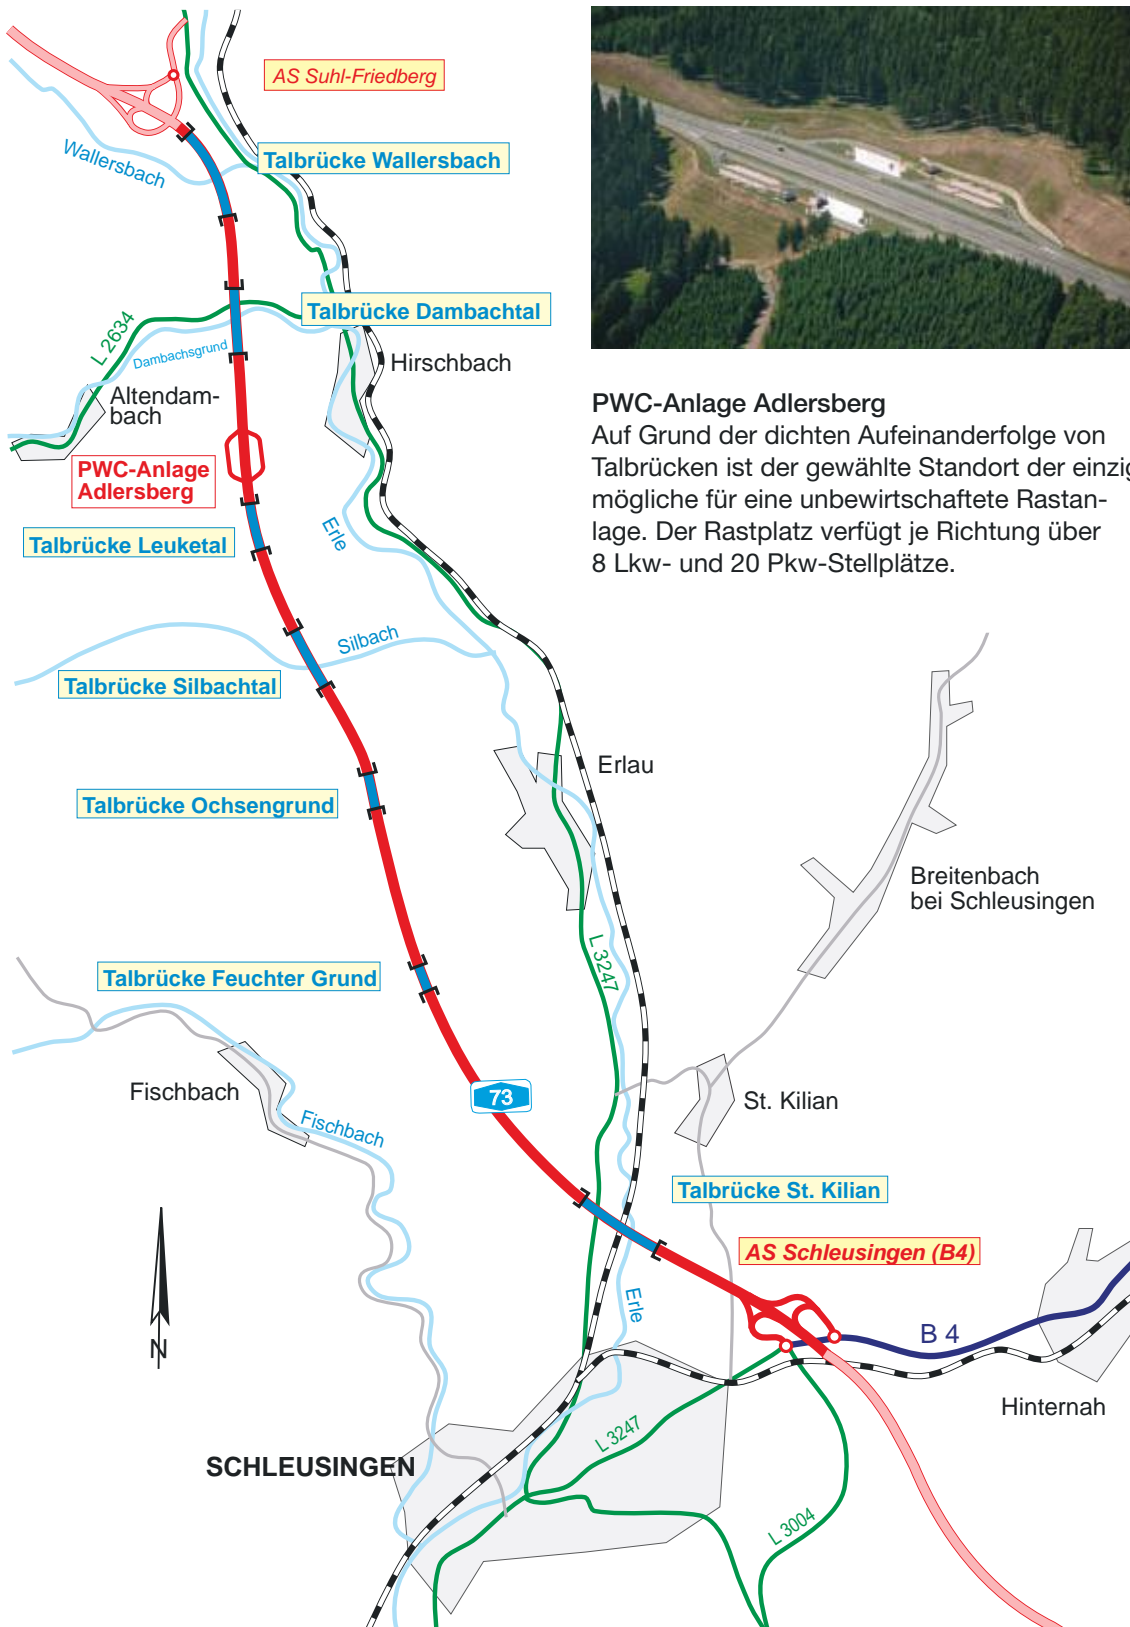 AS Suhl-Friedberg
Wallersbach
Talbrücke Wallersbach
Talbrücke Dambachtal
L 2634
Dambachsgrund
Hirschbach
Altendam-
bach
PWC-Anlage
Adlersberg
Talbrücke Leuketal
Erle
Silbach
Talbrücke Silbachtal
Erlau
Talbrücke Ochsengrund
Breitenbach
bei Schleusingen
L 3247
Talbrücke Feuchter Grund
Fischbach
73
St. Kilian
Fischbach
Talbrücke St. Kilian
AS Schleusingen (B4)
Erle
N
B 4
Hinternah
L 3247
SCHLEUSINGEN
L 3004
PWC-Anlage Adlersberg
Auf Grund der dichten Aufeinanderfolge von
Talbrücken ist der gewählte Standort der einzig
mögliche für eine unbewirtschaftete Rastan-
lage. Der Rastplatz verfügt je Richtung über
8 Lkw- und 20 Pkw-Stellplätze.